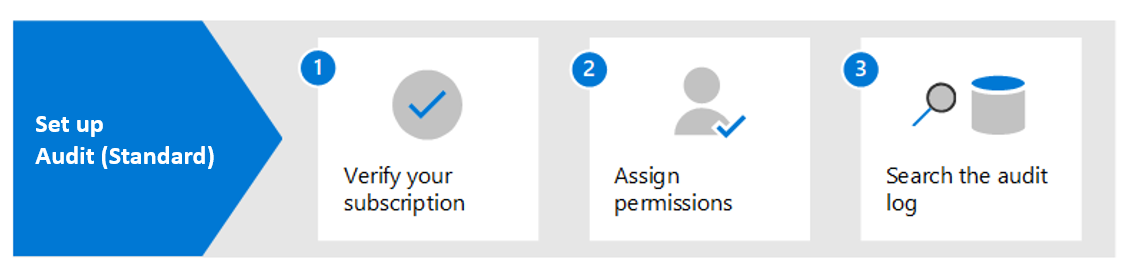 Set up
Audit (Standard)
1
Verify your
subscription
2
Assign
permissions
3
Search the audit
log